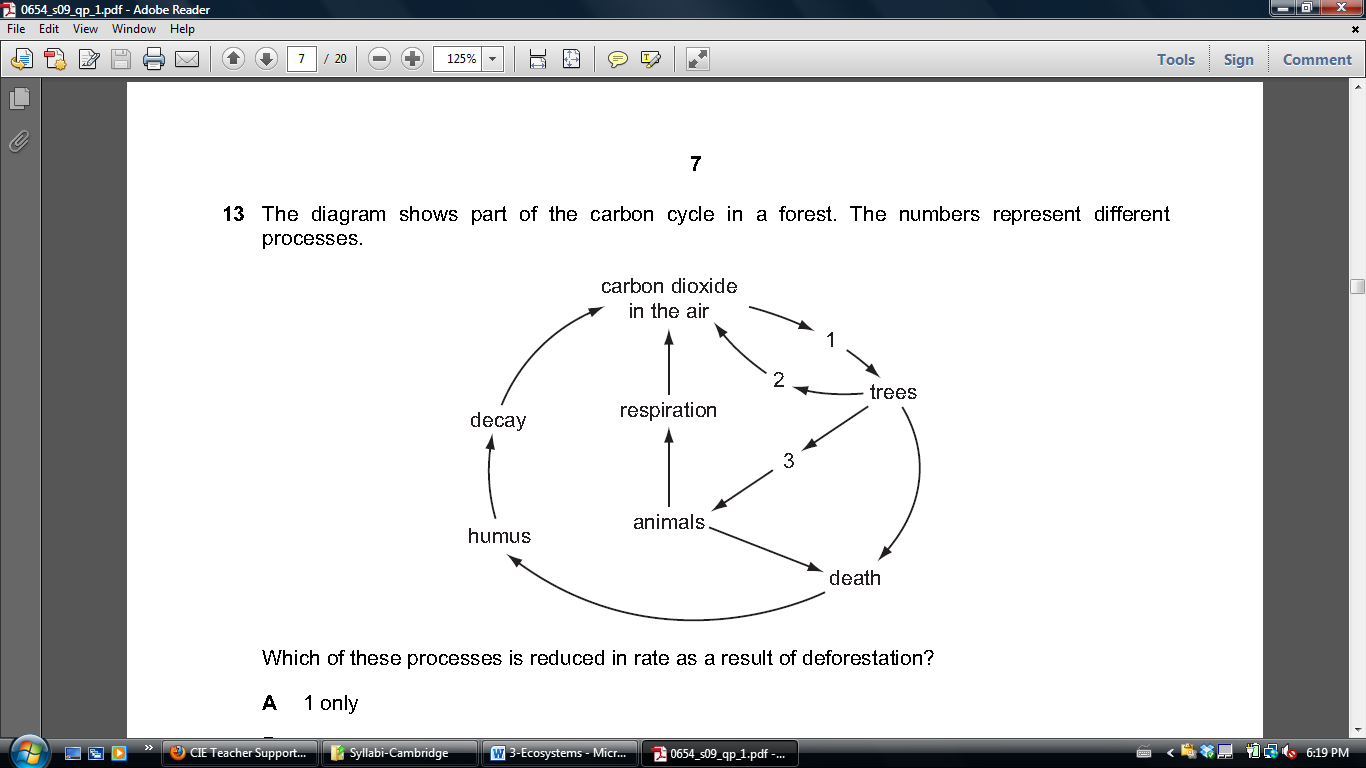 0654_s09_qp_1.pdf - Adobe Reader
File Edit View Window Help
7 / 20 125% Tools Sign Comment
7
13 The diagram shows part of the carbon cycle in a forest. The numbers represent different
processes.
carbon dioxide
in the air
1
2
trees
respiration
decay
3
animals
humus
death
Which of these processes is reduced in rate as a result of deforestation?
A 1 only
CIE Teacher Support... Syllabi-Cambridge 3-Ecosystems - Micr... 0654_s09_qp_1.pdf -... 6:19 PM